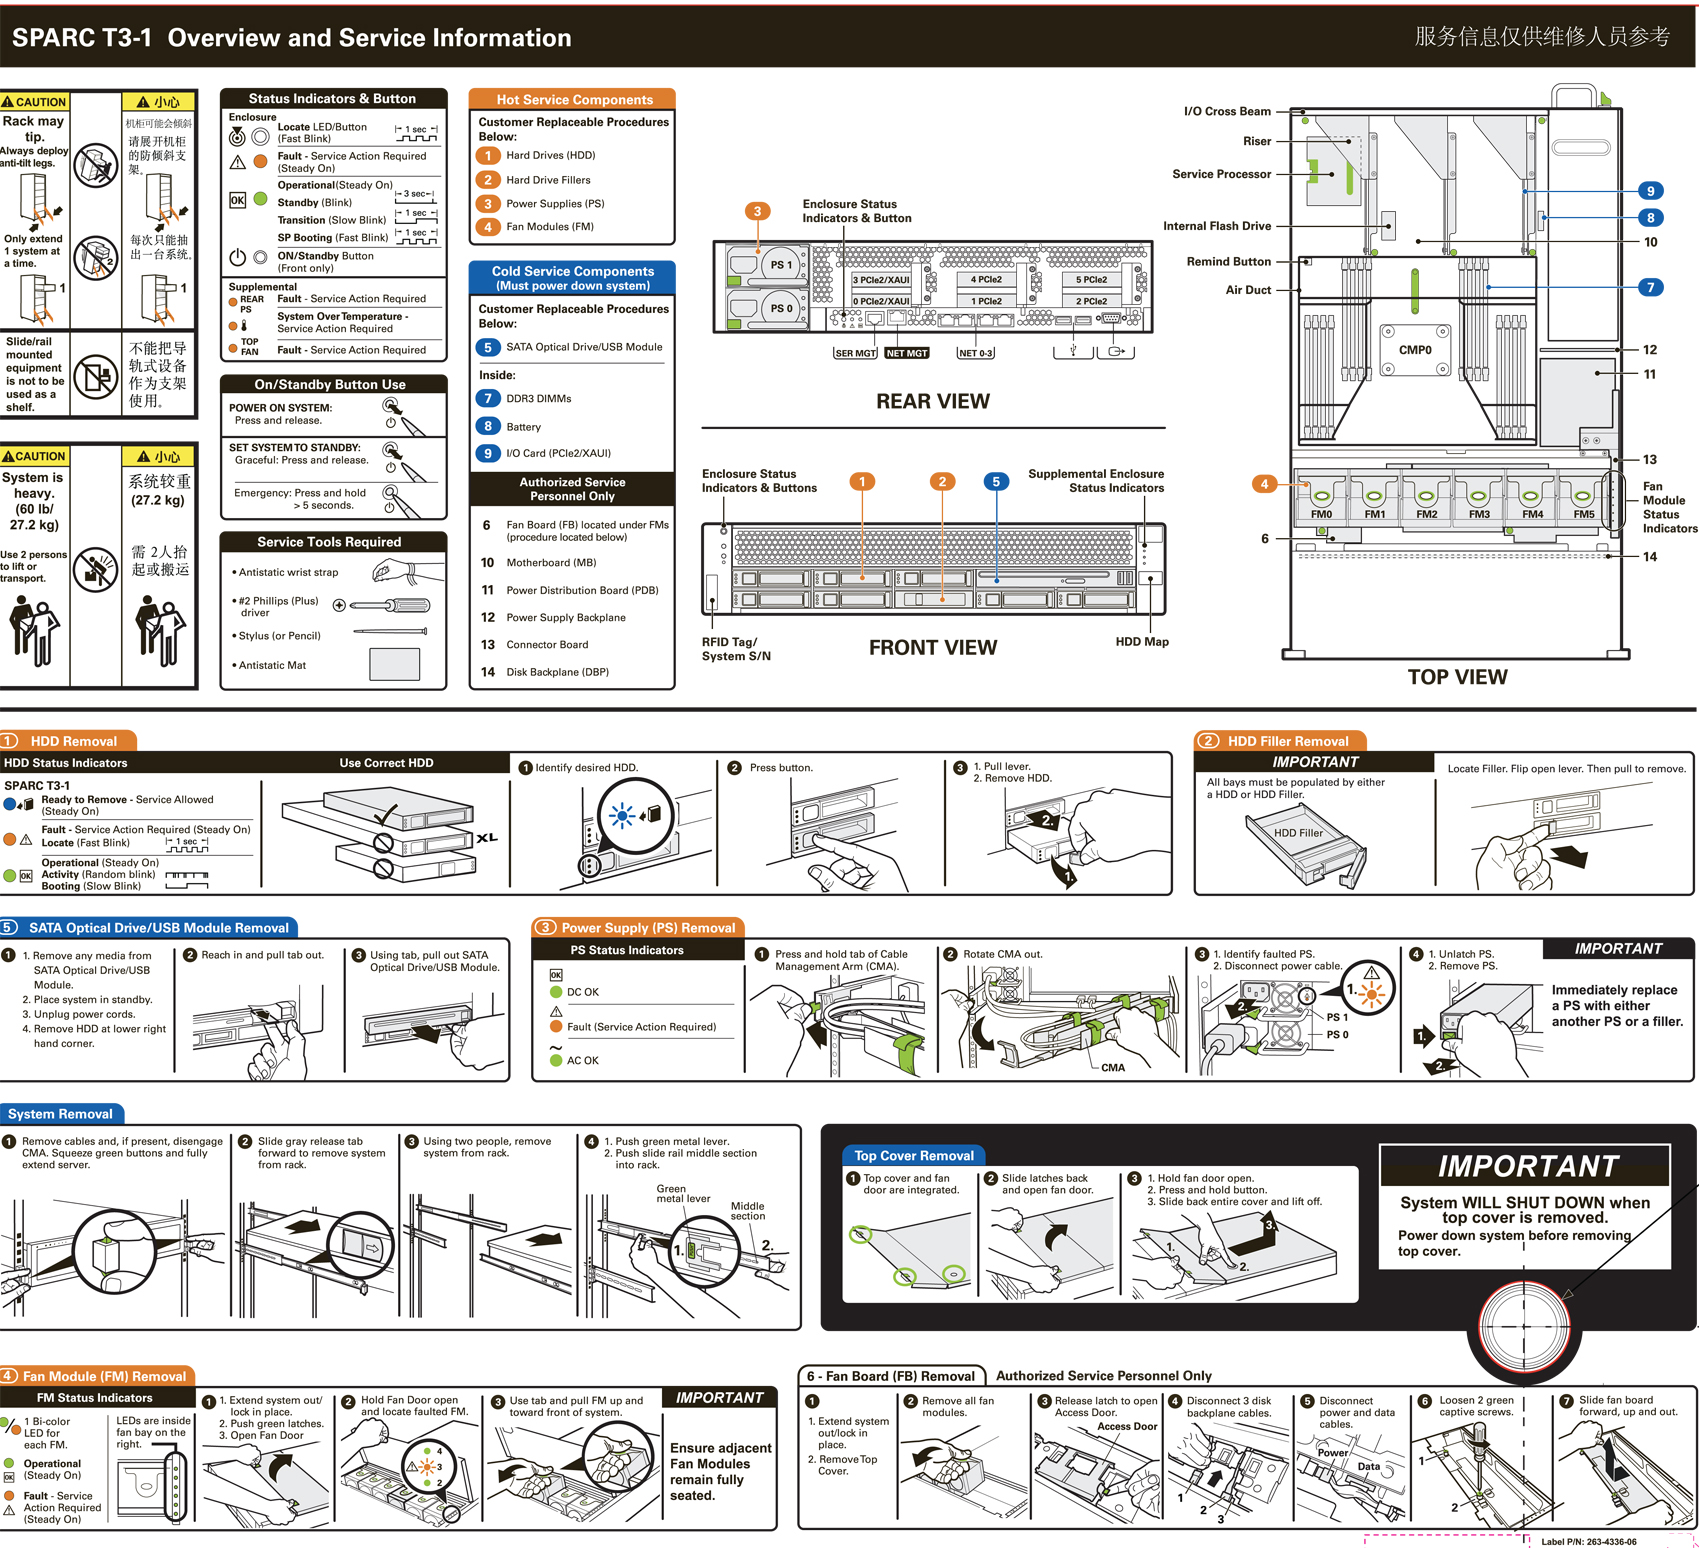 SPARC T3-1 Overview and Service Information
服务信息仅供维修人员参考
CAUTION
Rack may
tip.
Always deploy
anti-tilt legs.
Only extend
1 system at
a time.
1
2
小心
机柜可能会倾斜
请展开机柜
的防倾斜支
架。
每次只能抽
出一台系统。
1
Slide/rail
mounted
equipment
is not to be
used as a
shelf.
不能把导
轨式设备
作为支架
使用。
CAUTION
System is
heavy.
(60 lb/
27.2 kg)
Use 2 persons
to lift or
transport.
小心
系统较重
(27.2 kg)
需 2人抬
起或搬运
Status Indicators & Button
Enclosure
Locate LED/Button
(Fast Blink)
1 sec
Fault - Service Action Required
(Steady On)
OK
Operational(Steady On)
Standby (Blink)
3 sec
Transition (Slow Blink)
1 sec
SP Booting (Fast Blink)
1 sec
ON/Standby Button
(Front only)
Supplemental
REAR
PS
Fault - Service Action Required
System Over Temperature -
Service Action Required
TOP
FAN
Fault - Service Action Required
On/Standby Button Use
POWER ON SYSTEM:
Press and release.
SET SYSTEM TO STANDBY:
Graceful: Press and release.
Emergency: Press and hold
> 5 seconds.
Service Tools Required
• Antistatic wrist strap
• #2 Phillips (Plus)
driver
• Stylus (or Pencil)
• Antistatic Mat
Hot Service Components
Customer Replaceable Procedures
Below:
1 Hard Drives (HDD)
2 Hard Drive Fillers
3 Power Supplies (PS)
4 Fan Modules (FM)
Cold Service Components
(Must power down system)
Customer Replaceable Procedures
Below:
5 SATA Optical Drive/USB Module
Inside:
7 DDR3 DIMMs
8 Battery
9 I/O Card (PCIe2/XAUI)
Authorized Service
Personnel Only
6 Fan Board (FB) located under FMs
(procedure located below)
10 Motherboard (MB)
11 Power Distribution Board (PDB)
12 Power Supply Backplane
13 Connector Board
14 Disk Backplane (DBP)
3
Enclosure Status
Indicators & Button
PS 1
PS 0
3 PCIe2/XAUI
4 PCIe2
5 PCIe2
0 PCIe2/XAUI
1 PCIe2
2 PCIe2
SER MGT
NET MGT
NET 0-3
REAR VIEW
Enclosure Status
Indicators & Buttons
1
2
5
Supplemental Enclosure
Status Indicators
RFID Tag/
System S/N
FRONT VIEW
HDD Map
I/O Cross Beam
Riser
Service Processor
Internal Flash Drive
Remind Button
Air Duct
9
8
10
7
CMP0
12
11
13
4
FM0
FM1
FM2
FM3
FM4
FM5
Fan
Module
Status
Indicators
6
14
TOP VIEW
1 HDD Removal
HDD Status Indicators
Use Correct HDD
SPARC T3-1
Ready to Remove - Service Allowed
(Steady On)
Fault - Service Action Required (Steady On)
Locate (Fast Blink)
1 sec
Operational (Steady On)
OK
Activity (Random blink)
Booting (Slow Blink)
XL
1 Identify desired HDD.
2 Press button.
3 1. Pull lever.
2. Remove HDD.
2.
1.
2 HDD Filler Removal
IMPORTANT
All bays must be populated by either
a HDD or HDD Filler.
HDD Filler
Locate Filler. Flip open lever. Then pull to remove.
5 SATA Optical Drive/USB Module Removal
1 1. Remove any media from
SATA Optical Drive/USB
Module.
2. Place system in standby.
3. Unplug power cords.
4. Remove HDD at lower right
hand corner.
2 Reach in and pull tab out.
3 Using tab, pull out SATA
Optical Drive/USB Module.
3 Power Supply (PS) Removal
PS Status Indicators
OK
DC OK
Fault (Service Action Required)
~
AC OK
1 Press and hold tab of Cable
Management Arm (CMA).
2 Rotate CMA out.
CMA
3 1. Identify faulted PS.
2. Disconnect power cable.
1.
2.
PS 1
PS 0
4 1. Unlatch PS.
2. Remove PS.
1.
2.
IMPORTANT
Immediately replace
a PS with either
another PS or a filler.
System Removal
1 Remove cables and, if present, disengage
CMA. Squeeze green buttons and fully
extend server.
2 Slide gray release tab
forward to remove system
from rack.
3 Using two people, remove
system from rack.
4 1. Push green metal lever.
2. Push slide rail middle section
into rack.
Green
metal lever
Middle
section
1.
2.
Top Cover Removal
1 Top cover and fan
door are integrated.
2 Slide latches back
and open fan door.
3 1. Hold fan door open.
2. Press and hold button.
3. Slide back entire cover and lift off.
1.
2.
3.
IMPORTANT
System WILL SHUT DOWN when
top cover is removed.
Power down system before removing
top cover.
4 Fan Module (FM) Removal
FM Status Indicators
1 Bi-color
LED for
each FM.
Operational
(Steady On)
OK
Fault - Service
Action Required
(Steady On)
LEDs are inside
fan bay on the
right.
1 1. Extend system out/
lock in place.
2. Push green latches.
3. Open Fan Door
2 Hold Fan Door open
and locate faulted FM.
4
3
2
3 Use tab and pull FM up and
toward front of system.
IMPORTANT
Ensure adjacent
Fan Modules
remain fully
seated.
6 - Fan Board (FB) Removal
Authorized Service Personnel Only
1
1. Extend system
out/lock in
place.
2. Remove Top
Cover.
2 Remove all fan
modules.
3 Release latch to open
Access Door.
Access Door
4 Disconnect 3 disk
backplane cables.
1
2
3
5 Disconnect
power and data
cables.
Power
Data
6 Loosen 2 green
captive screws.
1
2
7 Slide fan board
forward, up and out.
Label P/N: 263-4336-06